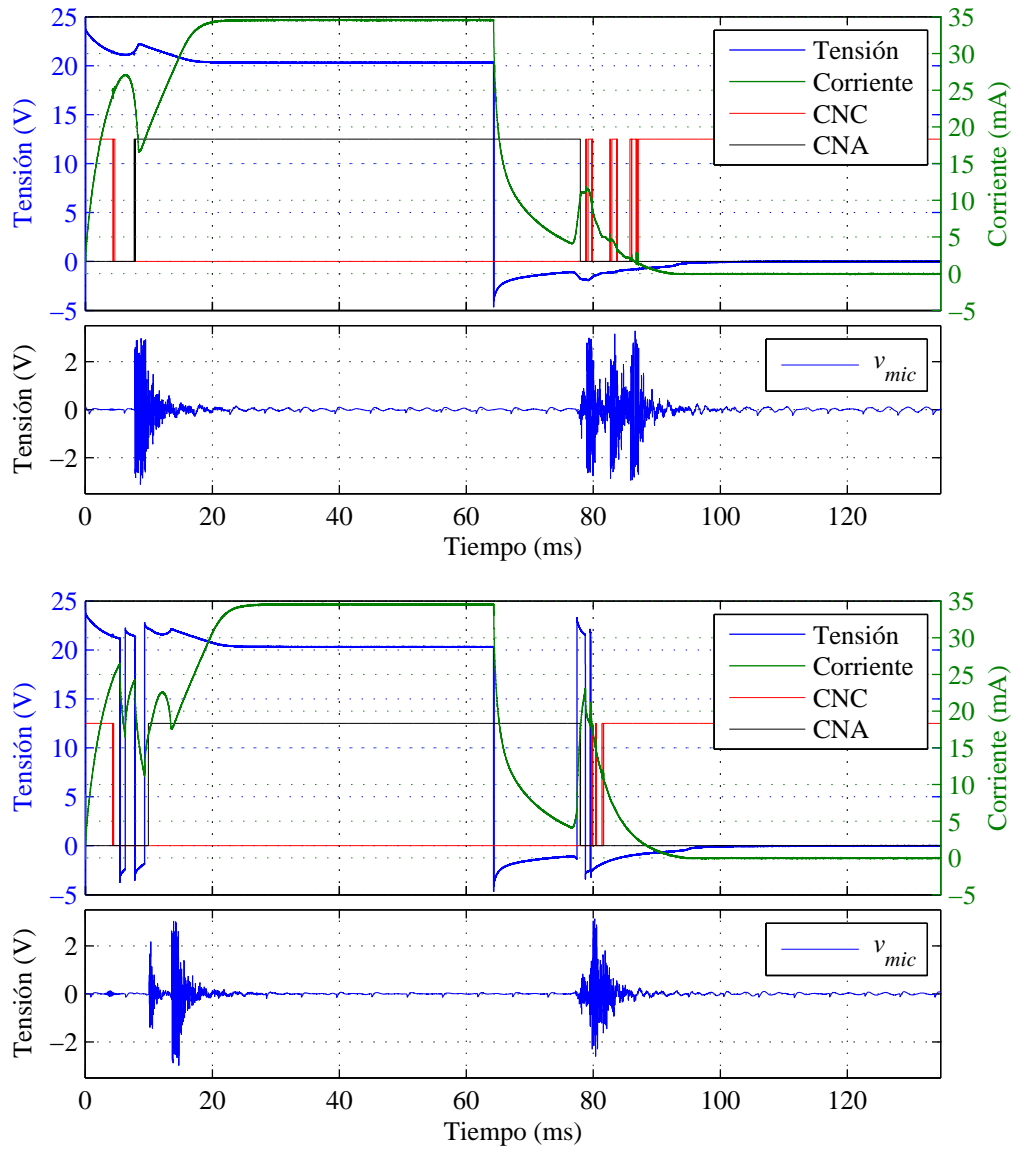 25
20
15
10
5
0
−5
Tensión (V)
35
30
25
20
15
10
5
0
−5
Corriente (mA)
Tensión
Corriente
CNC
CNA
2
0
−2
Tensión (V)
v_mic
0 20 40 60 80 100 120
Tiempo (ms)
25
20
15
10
5
0
−5
Tensión (V)
35
30
25
20
15
10
5
0
−5
Corriente (mA)
Tensión
Corriente
CNC
CNA
2
0
−2
Tensión (V)
v_mic
0 20 40 60 80 100 120
Tiempo (ms)